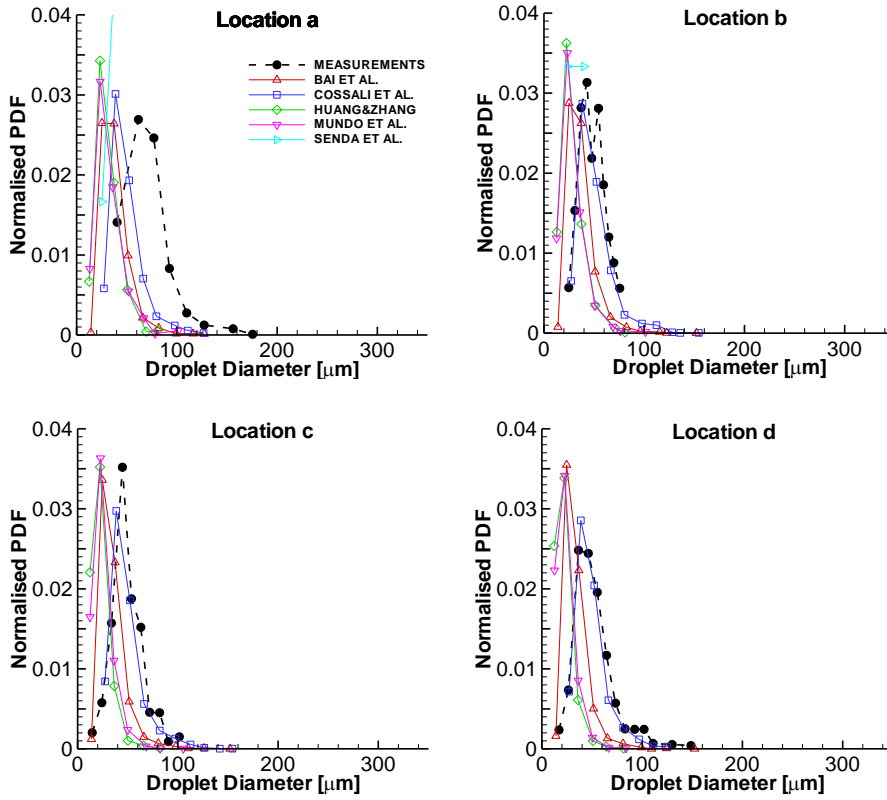 Location a
0.04
0.03
0.02
0.01
0
Normalised PDF
MEASUREMENTS
BAI ET AL.
COSSALI ET AL.
HUANG&ZHANG
MUNDO ET AL.
SENDA ET AL.
0 100 200 300
Droplet Diameter [μm]
Location b
0.04
0.03
0.02
0.01
0
Normalised PDF
0 100 200 300
Droplet Diameter [μm]
Location c
0.04
0.03
0.02
0.01
0
Normalised PDF
0 100 200 300
Droplet Diameter [μm]
Location d
0.04
0.03
0.02
0.01
0
Normalised PDF
0 100 200 300
Droplet Diameter [μm]